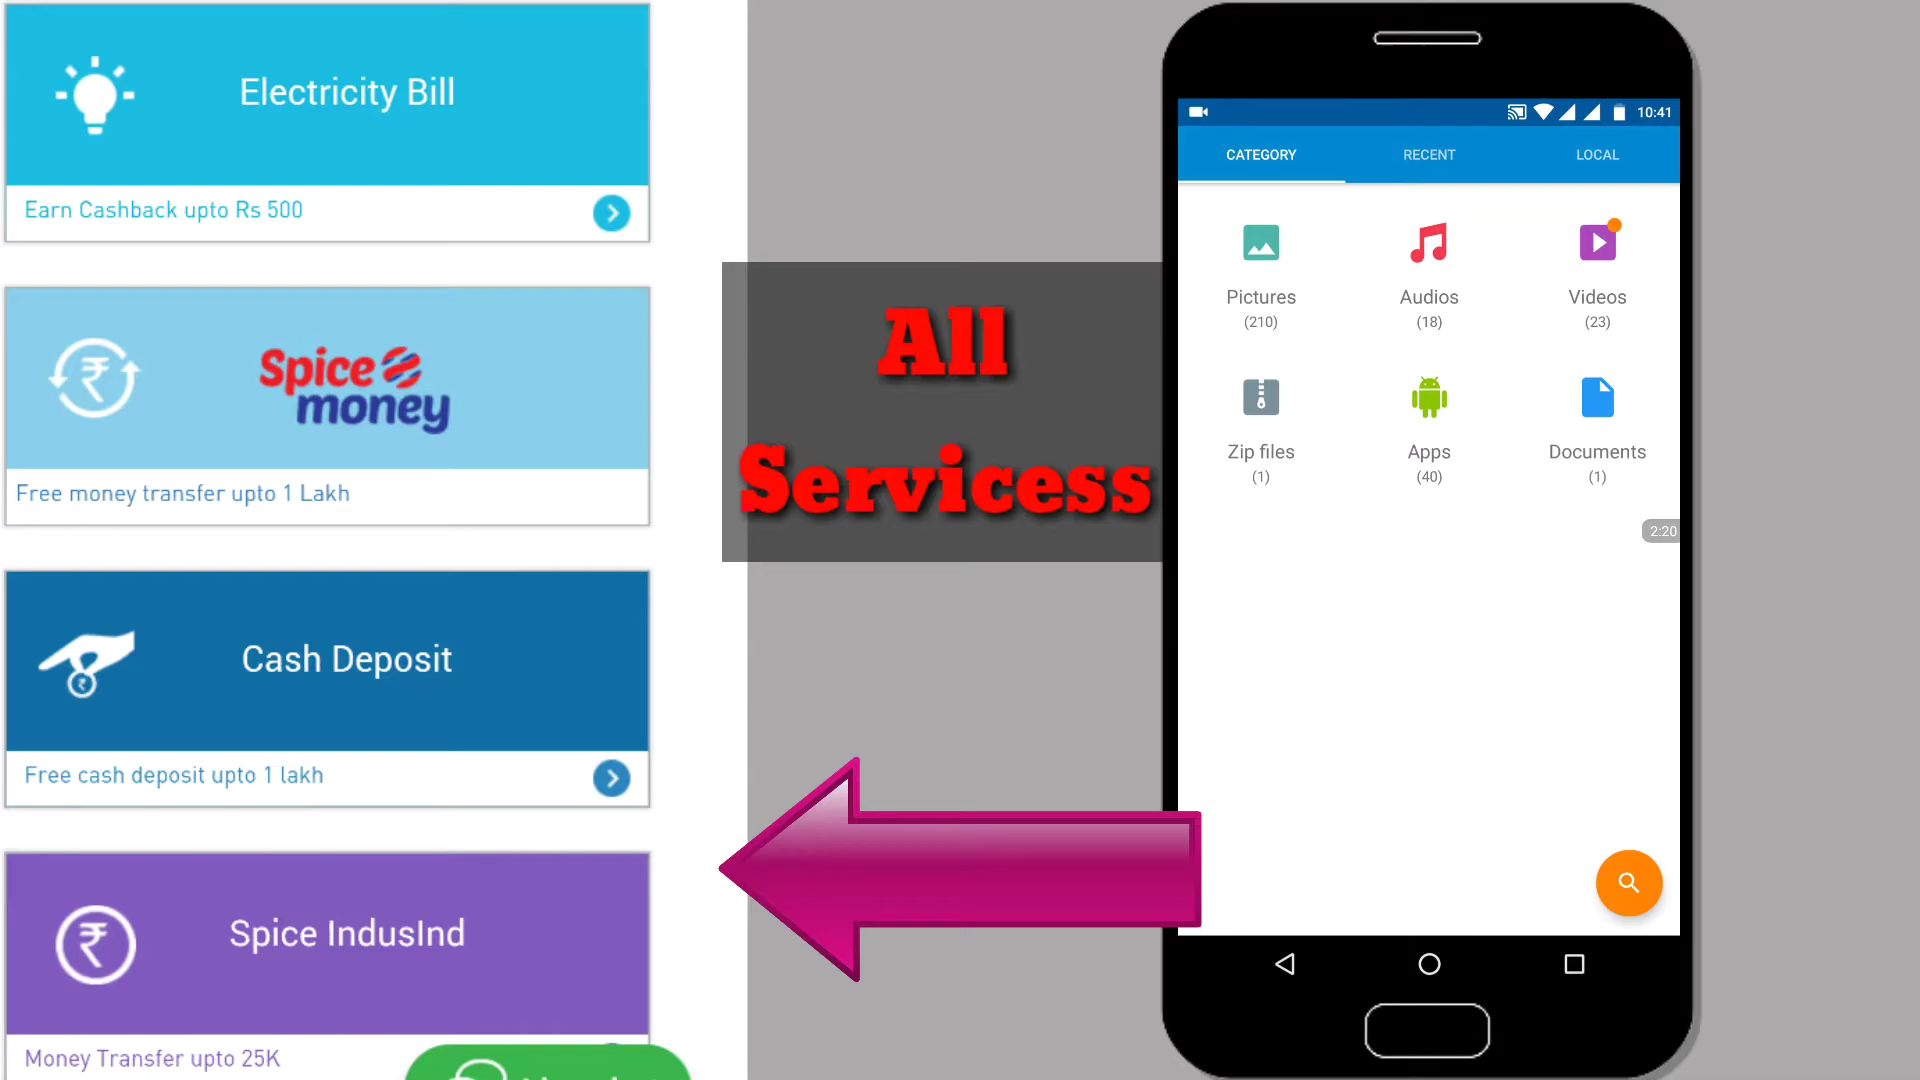 Electricity Bill
Earn Cashback upto Rs 500
Spice
money
Free money transfer upto 1 Lakh
Cash Deposit
Free cash deposit upto 1 lakh
Spice IndusInd
Money Transfer upto 25K
All
Servicess
10:41
CATEGORY RECENT LOCAL
Pictures Audios Videos
(210) (18) (23)
Zip files Apps Documents
(1) (40) (1)
2:20